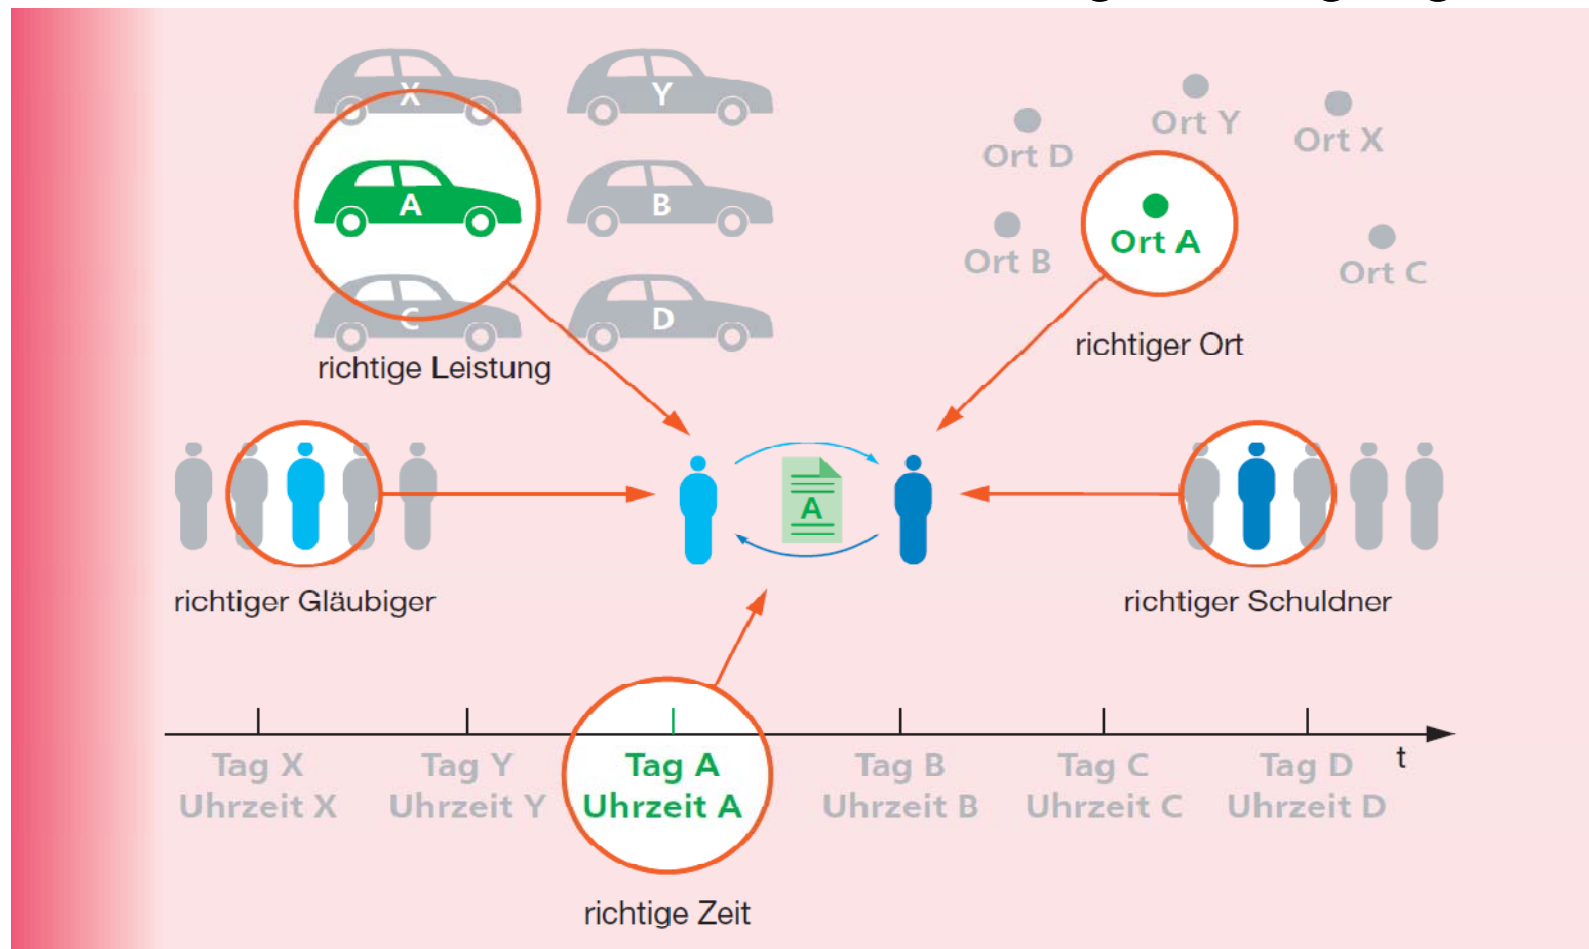 X
Y
A
B
C
D
richtige Leistung
Ort D
Ort Y
Ort X
Ort B
Ort A
Ort C
richtiger Ort
A
richtiger Gläubiger
richtiger Schuldner
t
Tag X
Uhrzeit X
Tag Y
Uhrzeit Y
Tag A
Uhrzeit A
Tag B
Uhrzeit B
Tag C
Uhrzeit C
Tag D
Uhrzeit D
richtige Zeit